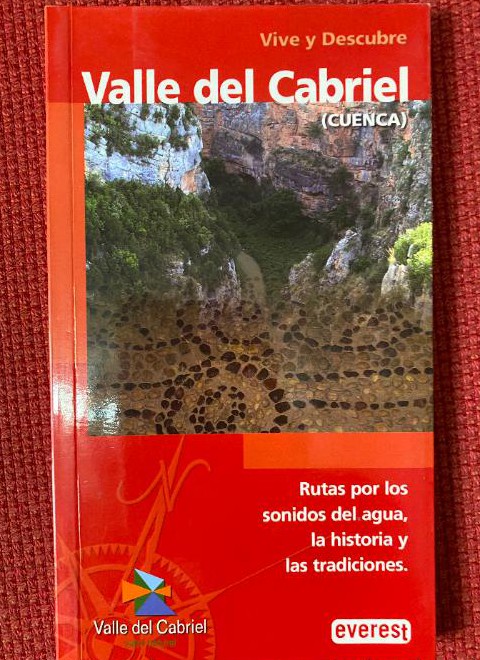 Vive y Descubre
Valle del Cabriel
(CUENCA)
Rutas por los
sonidos del agua,
la historia y
las tradiciones.
N
Valle del Cabriel
everest